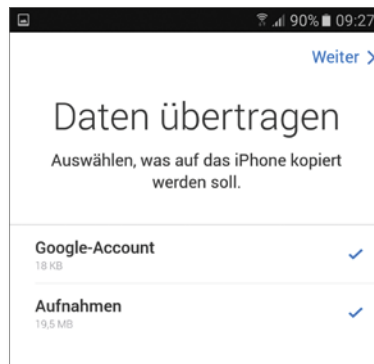 90% 09:27
Weiter
Daten übertragen
Auswählen, was auf das iPhone kopiert
werden soll.
Google-Account
18 KB
Aufnahmen
19,5 MB